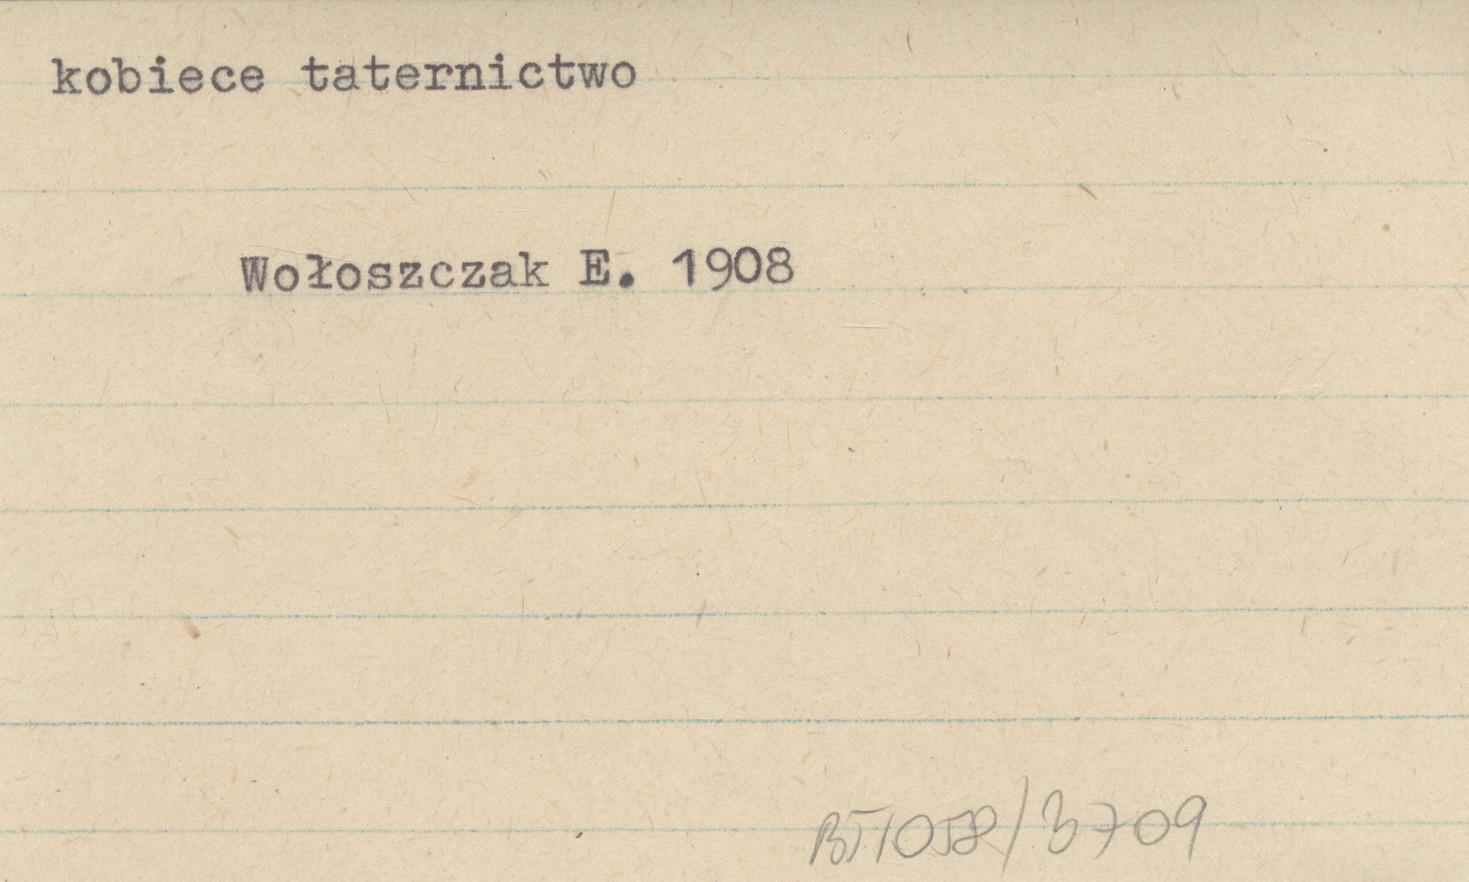 kobiece taternictwo
Wołoszczak E. 1908
BT1058/3709